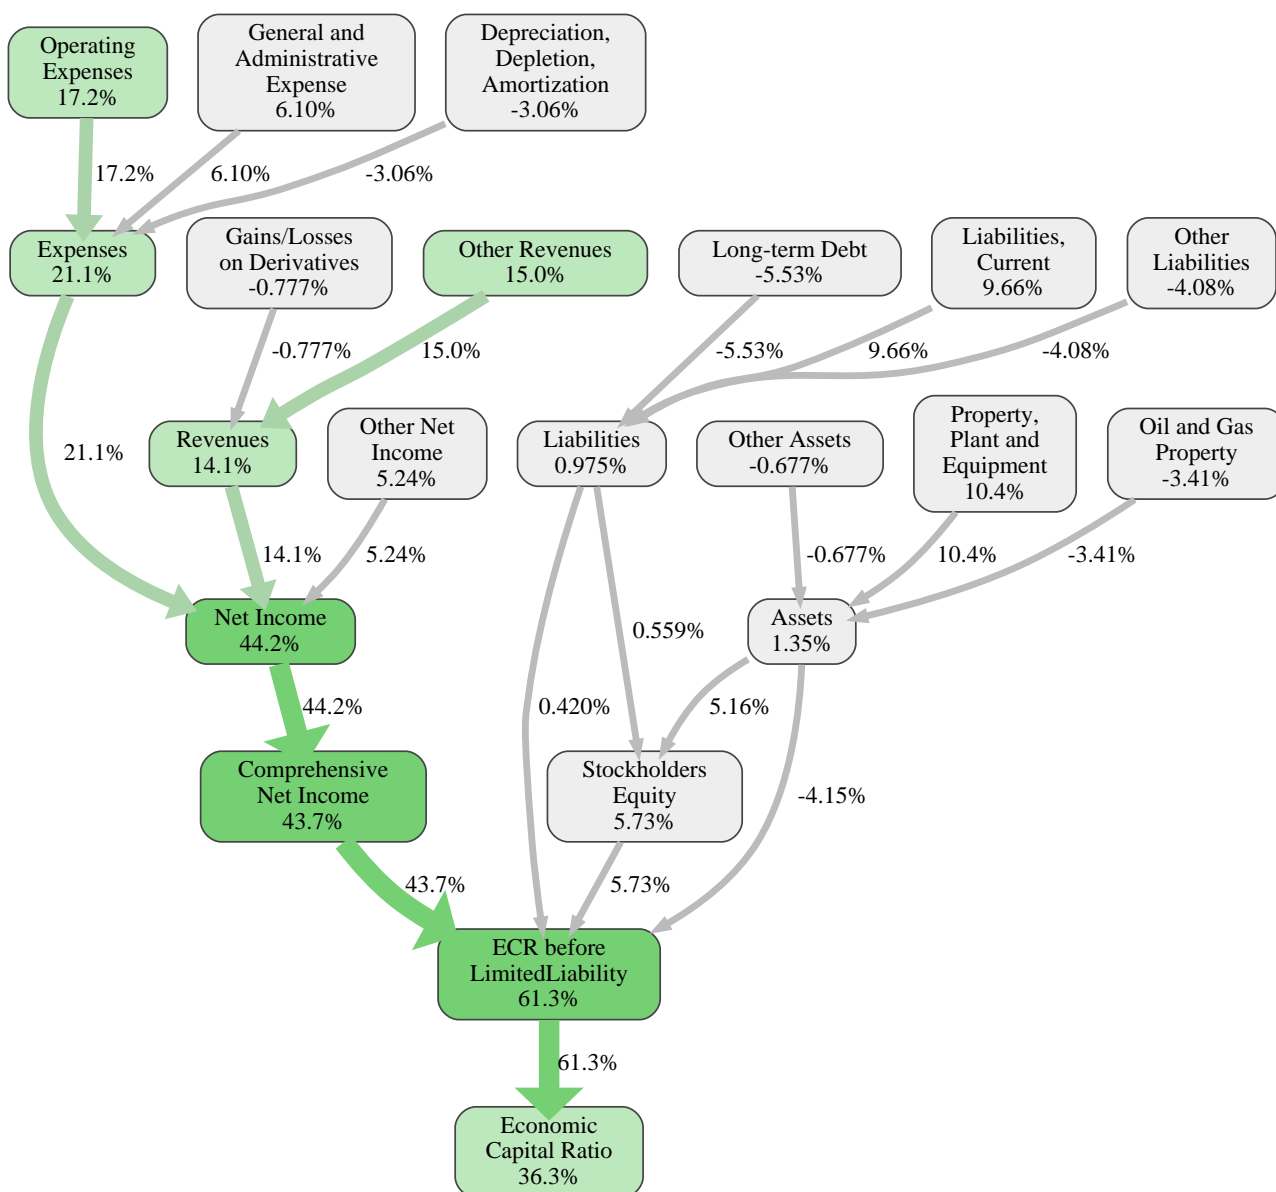 Operating
Expenses
17.2%
General and
Administrative
Expense
6.10%
Depreciation,
Depletion,
Amortization
-3.06%
17.2%
6.10%
-3.06%
Expenses
21.1%
Gains/Losses
on Derivatives
-0.777%
Other Revenues
15.0%
Long-term Debt
-5.53%
Liabilities,
Current
9.66%
Other
Liabilities
-4.08%
-0.777%
15.0%
-5.53%
9.66%
-4.08%
21.1%
Revenues
14.1%
Other Net
Income
5.24%
Liabilities
0.975%
Other Assets
-0.677%
Property,
Plant and
Equipment
10.4%
Oil and Gas
Property
-3.41%
14.1%
5.24%
-0.677%
10.4%
-3.41%
Net Income
44.2%
0.559%
Assets
1.35%
44.2%
0.420%
5.16%
Comprehensive
Net Income
43.7%
Stockholders
Equity
5.73%
-4.15%
43.7%
5.73%
ECR before
LimitedLiability
61.3%
61.3%
Economic
Capital Ratio
36.3%